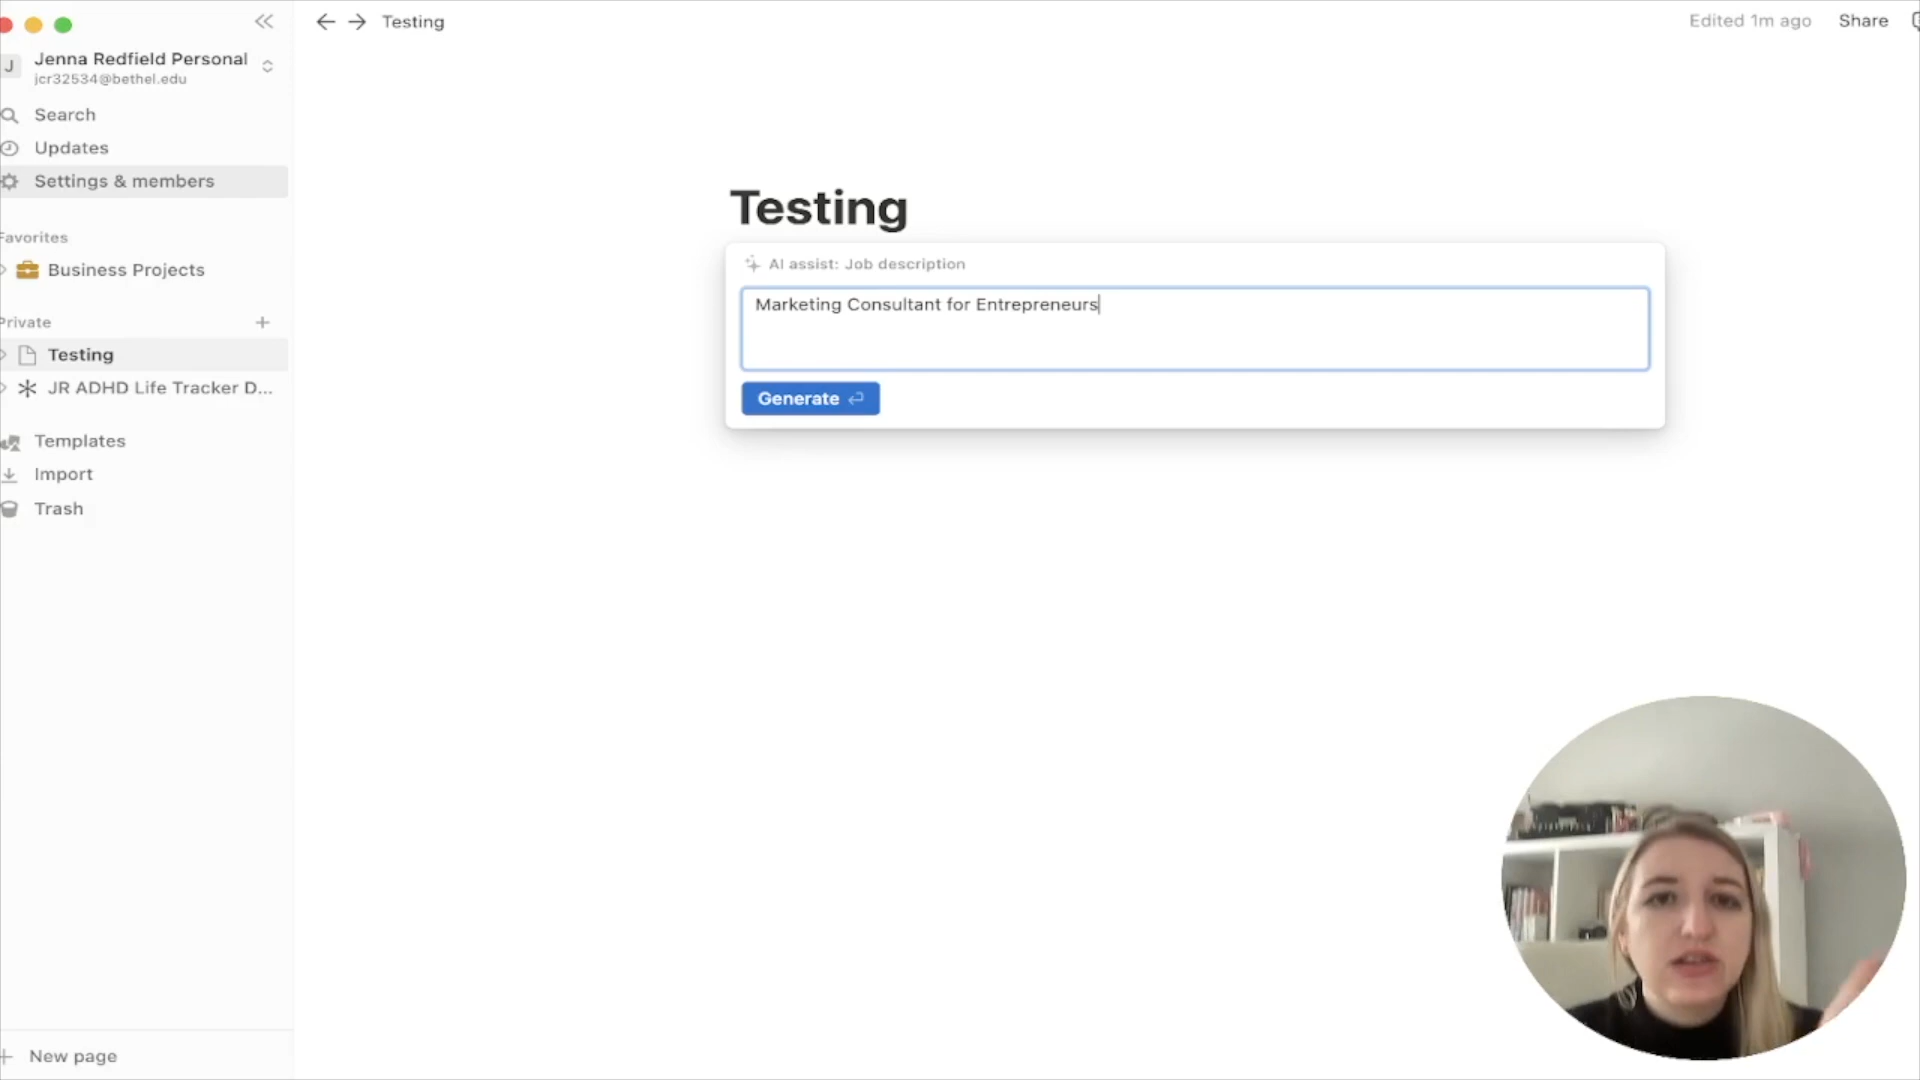 Testing
Edited 1m ago
Share
J
Jenna Redfield Personal
jcr32534@bethel.edu
Search
Updates
Settings & members
Favorites
Business Projects
Private
Testing
JR ADHD Life Tracker D...
Templates
Import
Trash
New page
Testing
AI assist: Job description
Marketing Consultant for Entrepreneurs
Generate